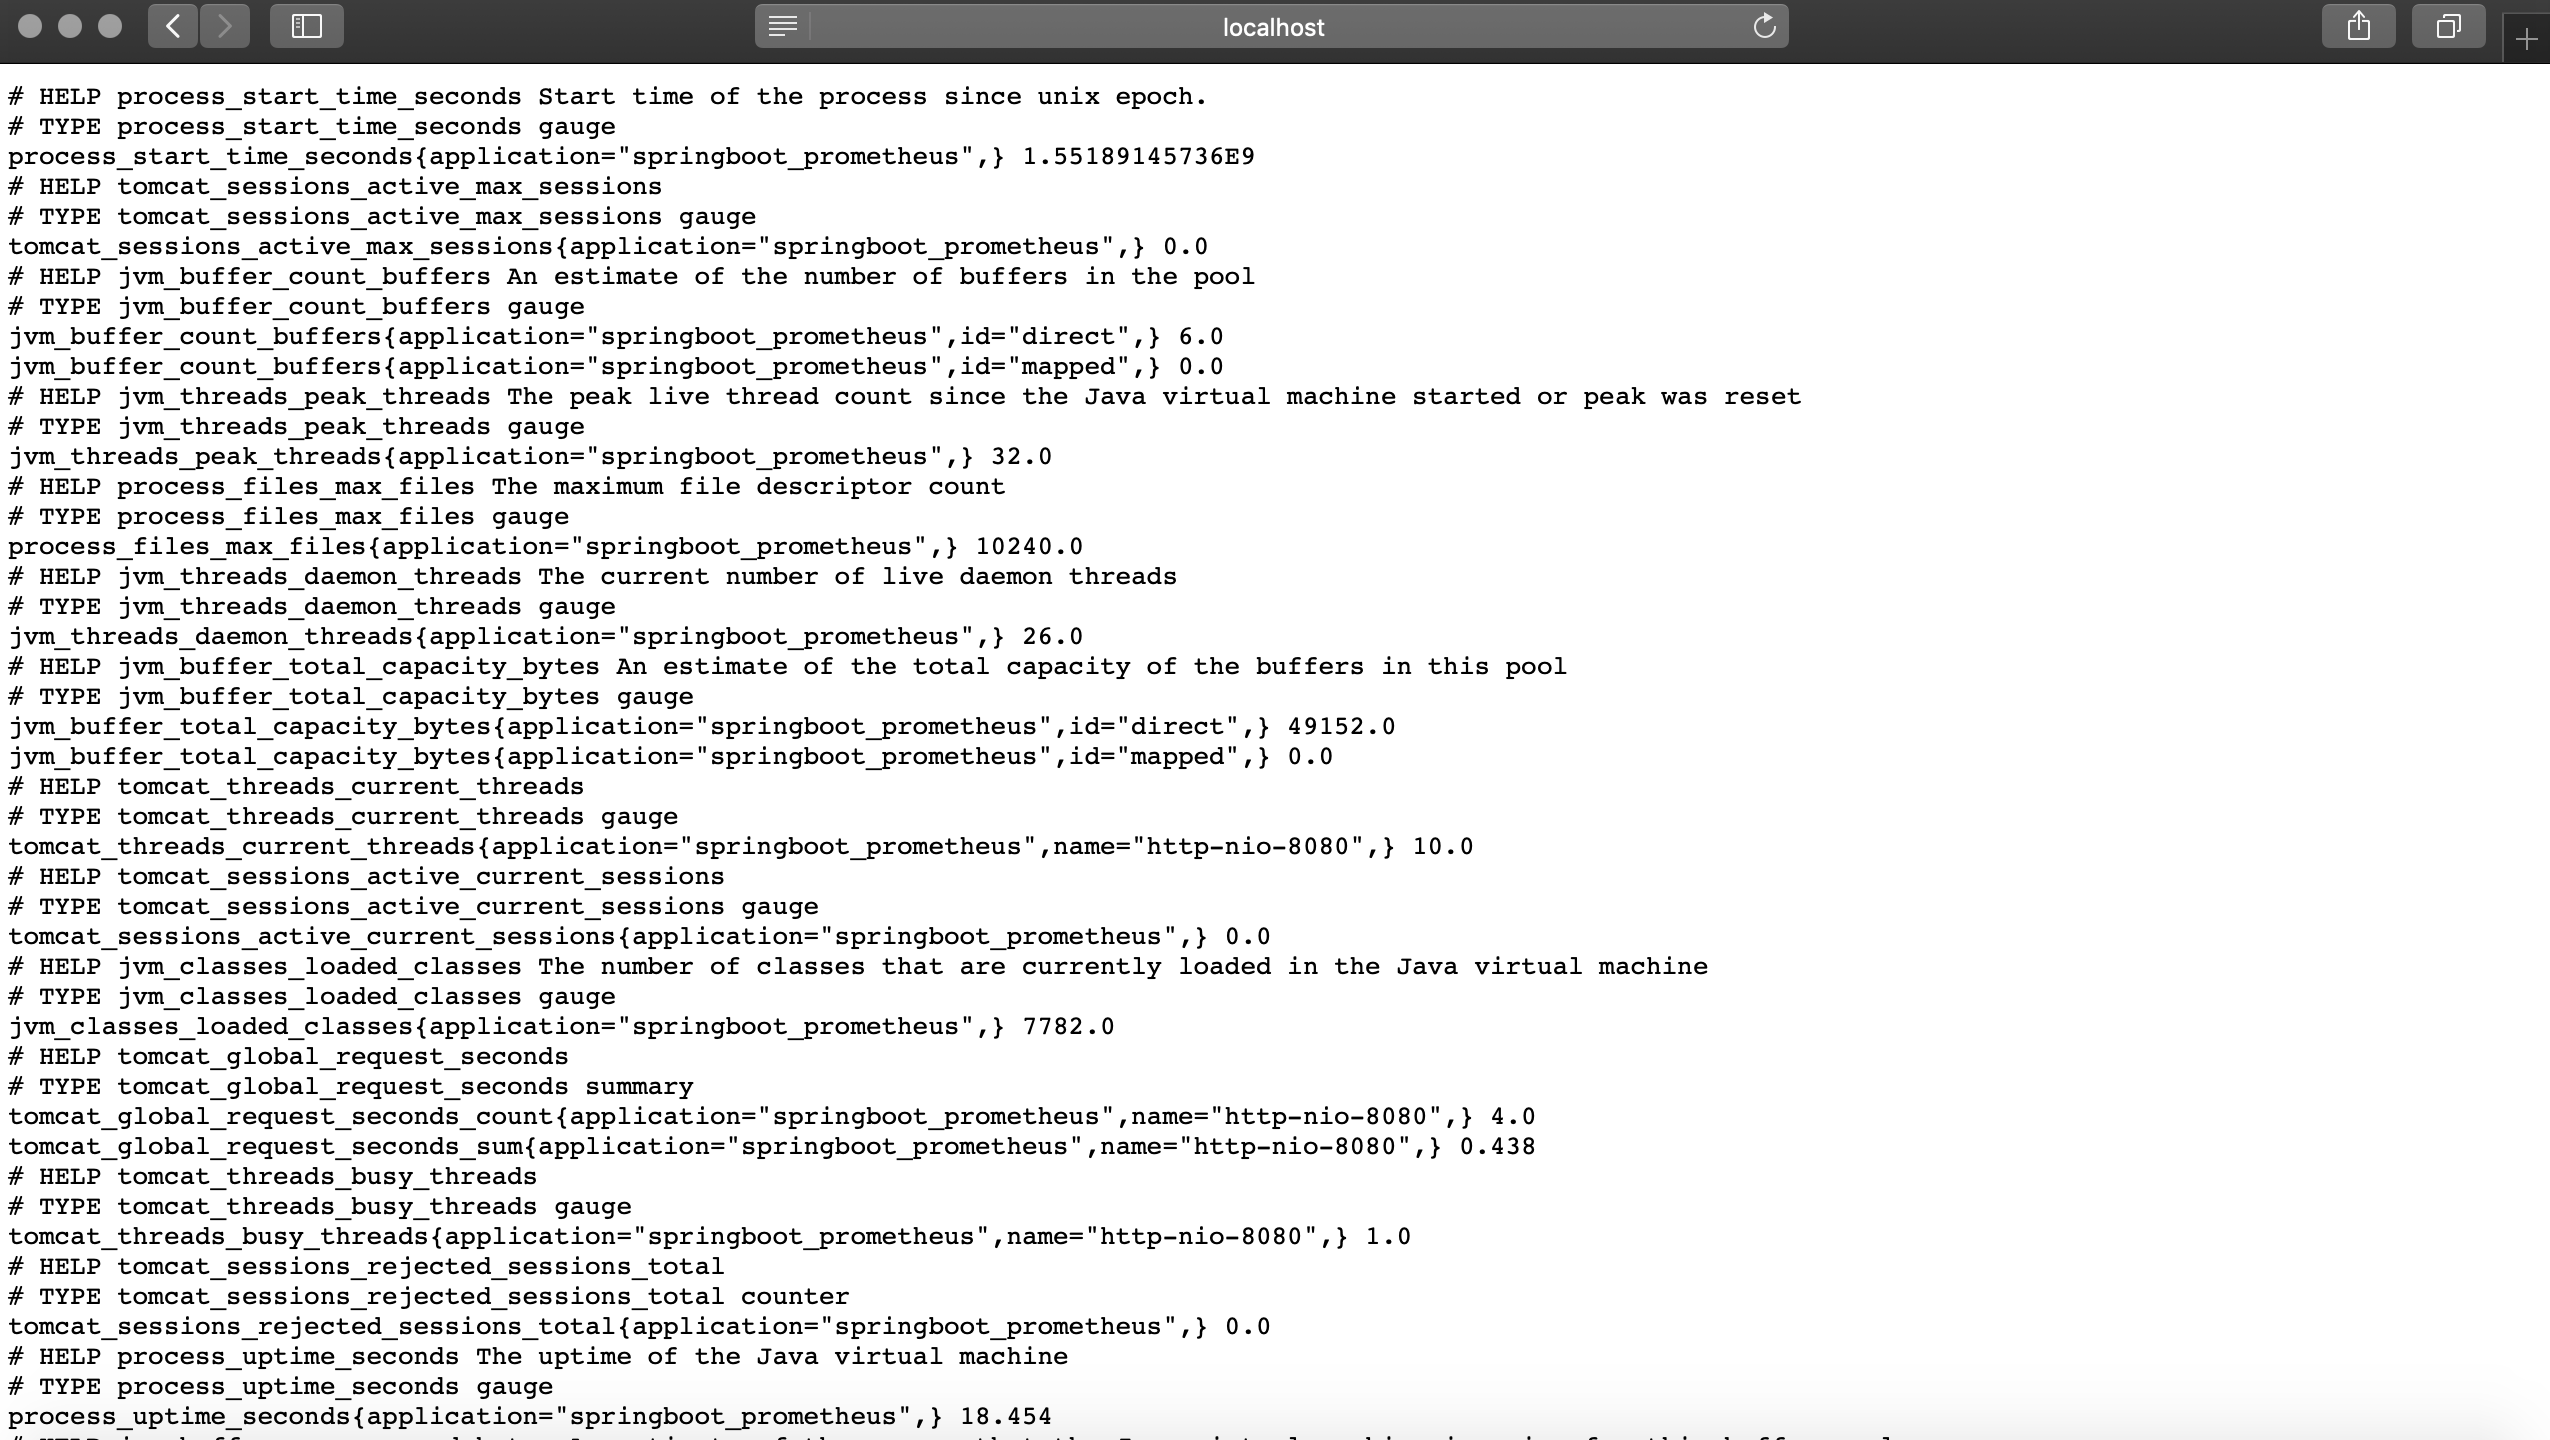 localhost
# HELP process_start_time_seconds Start time of the process since unix epoch.
# TYPE process_start_time_seconds gauge
process_start_time_seconds{application="springboot_prometheus",} 1.55189145736E9
# HELP tomcat_sessions_active_max_sessions
# TYPE tomcat_sessions_active_max_sessions gauge
tomcat_sessions_active_max_sessions{application="springboot_prometheus",} 0.0
# HELP jvm_buffer_count_buffers An estimate of the number of buffers in the pool
# TYPE jvm_buffer_count_buffers gauge
jvm_buffer_count_buffers{application="springboot_prometheus",id="direct",} 6.0
jvm_buffer_count_buffers{application="springboot_prometheus",id="mapped",} 0.0
# HELP jvm_threads_peak_threads The peak live thread count since the Java virtual machine started or peak was reset
# TYPE jvm_threads_peak_threads gauge
jvm_threads_peak_threads{application="springboot_prometheus",} 32.0
# HELP process_files_max_files The maximum file descriptor count
# TYPE process_files_max_files gauge
process_files_max_files{application="springboot_prometheus",} 10240.0
# HELP jvm_threads_daemon_threads The current number of live daemon threads
# TYPE jvm_threads_daemon_threads gauge
jvm_threads_daemon_threads{application="springboot_prometheus",} 26.0
# HELP jvm_buffer_total_capacity_bytes An estimate of the total capacity of the buffers in this pool
# TYPE jvm_buffer_total_capacity_bytes gauge
jvm_buffer_total_capacity_bytes{application="springboot_prometheus",id="direct",} 49152.0
jvm_buffer_total_capacity_bytes{application="springboot_prometheus",id="mapped",} 0.0
# HELP tomcat_threads_current_threads
# TYPE tomcat_threads_current_threads gauge
tomcat_threads_current_threads{application="springboot_prometheus",name="http-nio-8080",} 10.0
# HELP tomcat_sessions_active_current_sessions
# TYPE tomcat_sessions_active_current_sessions gauge
tomcat_sessions_active_current_sessions{application="springboot_prometheus",} 0.0
# HELP jvm_classes_loaded_classes The number of classes that are currently loaded in the Java virtual machine
# TYPE jvm_classes_loaded_classes gauge
jvm_classes_loaded_classes{application="springboot_prometheus",} 7782.0
# HELP tomcat_global_request_seconds
# TYPE tomcat_global_request_seconds summary
tomcat_global_request_seconds_count{application="springboot_prometheus",name="http-nio-8080",} 4.0
tomcat_global_request_seconds_sum{application="springboot_prometheus",name="http-nio-8080",} 0.438
# HELP tomcat_threads_busy_threads
# TYPE tomcat_threads_busy_threads gauge
tomcat_threads_busy_threads{application="springboot_prometheus",name="http-nio-8080",} 1.0
# HELP tomcat_sessions_rejected_sessions_total
# TYPE tomcat_sessions_rejected_sessions_total counter
tomcat_sessions_rejected_sessions_total{application="springboot_prometheus",} 0.0
# HELP process_uptime_seconds The uptime of the Java virtual machine
# TYPE process_uptime_seconds gauge
process_uptime_seconds{application="springboot_prometheus",} 18.454